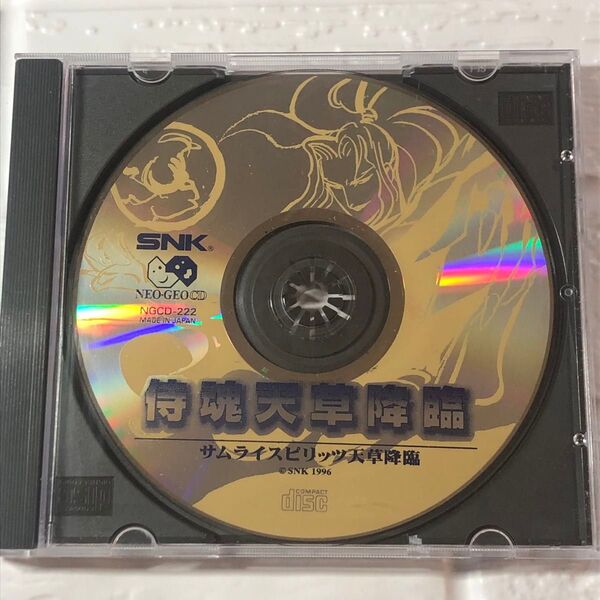 SNK®
NEO·GEO CD
NGCD-222
MADE IN JAPAN
侍魂天草降臨
サムライスピリッツ天草降臨
© SNK 1996
COMPACT
disc